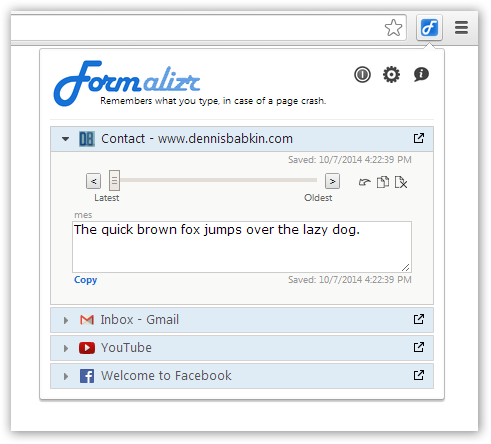 Formalizr
Remembers what you type, in case of a page crash.
DB Contact - www.dennisbabkin.com
Saved: 10/7/2014 4:22:39 PM
< >
Latest Oldest
mes
The quick brown fox jumps over the lazy dog.
Copy Saved: 10/7/2014 4:22:39 PM
Inbox - Gmail
YouTube
Welcome to Facebook